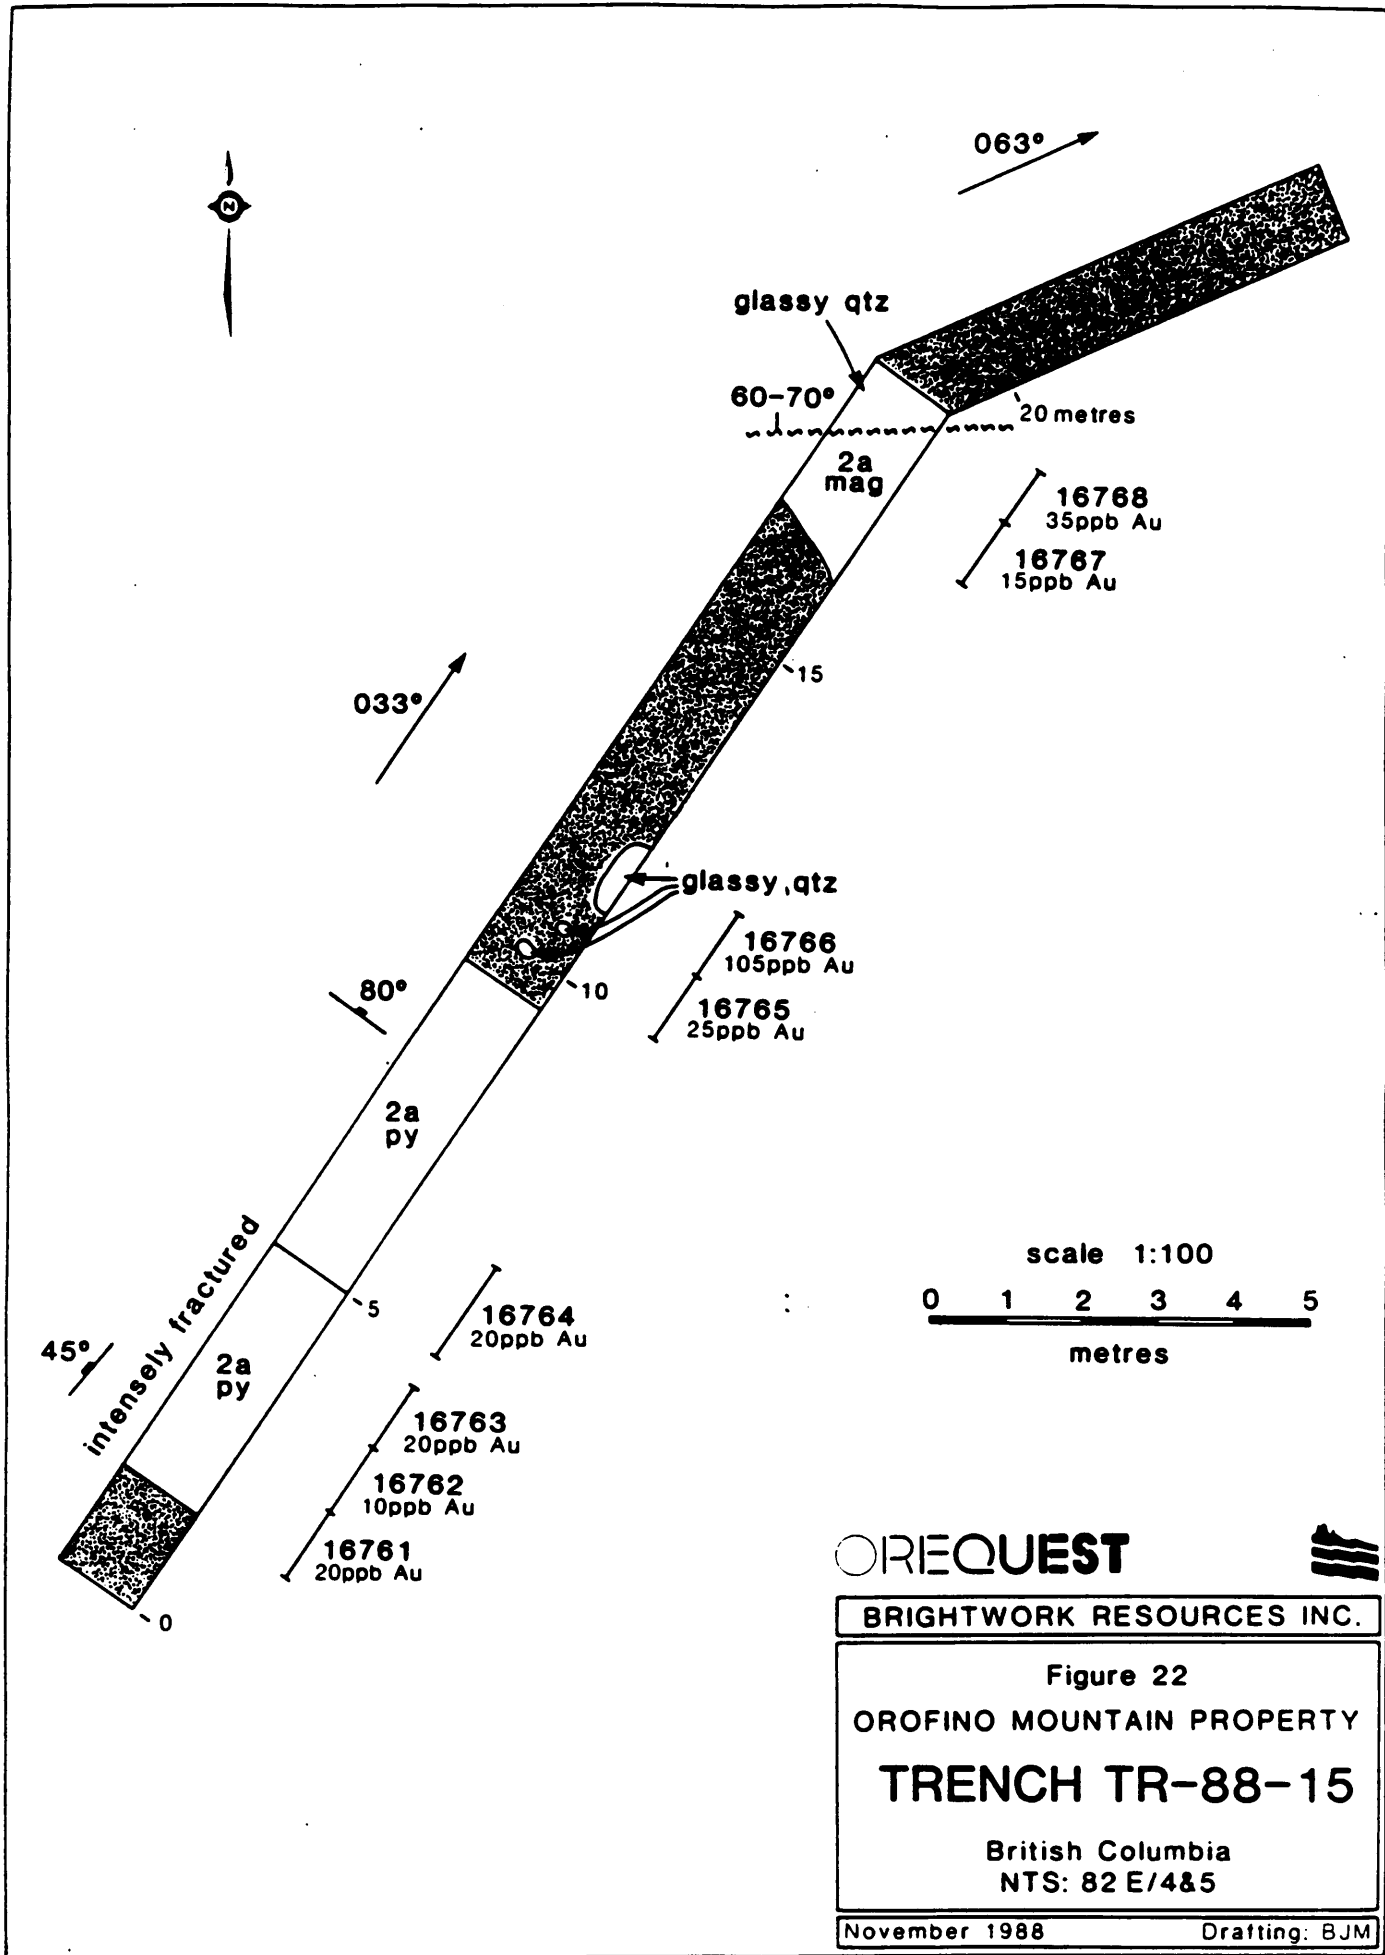 063°
N
glassy qtz
60-70°
20 metres
2a
mag
16768
35ppb Au
16767
15ppb Au
15
033°
glassy qtz
16766
105ppb Au
10
80°
16765
25ppb Au
2a
py
intensely fractured
scale 1:100
0 1 2 3 4 5
metres
5
16764
20ppb Au
45°
2a
py
16763
20ppb Au
16762
10ppb Au
16761
20ppb Au
0
OREQUEST
BRIGHTWORK RESOURCES INC.
Figure 22
OROFINO MOUNTAIN PROPERTY
TRENCH TR-88-15
British Columbia
NTS: 82 E/4&5
November 1988 Drafting: BJM